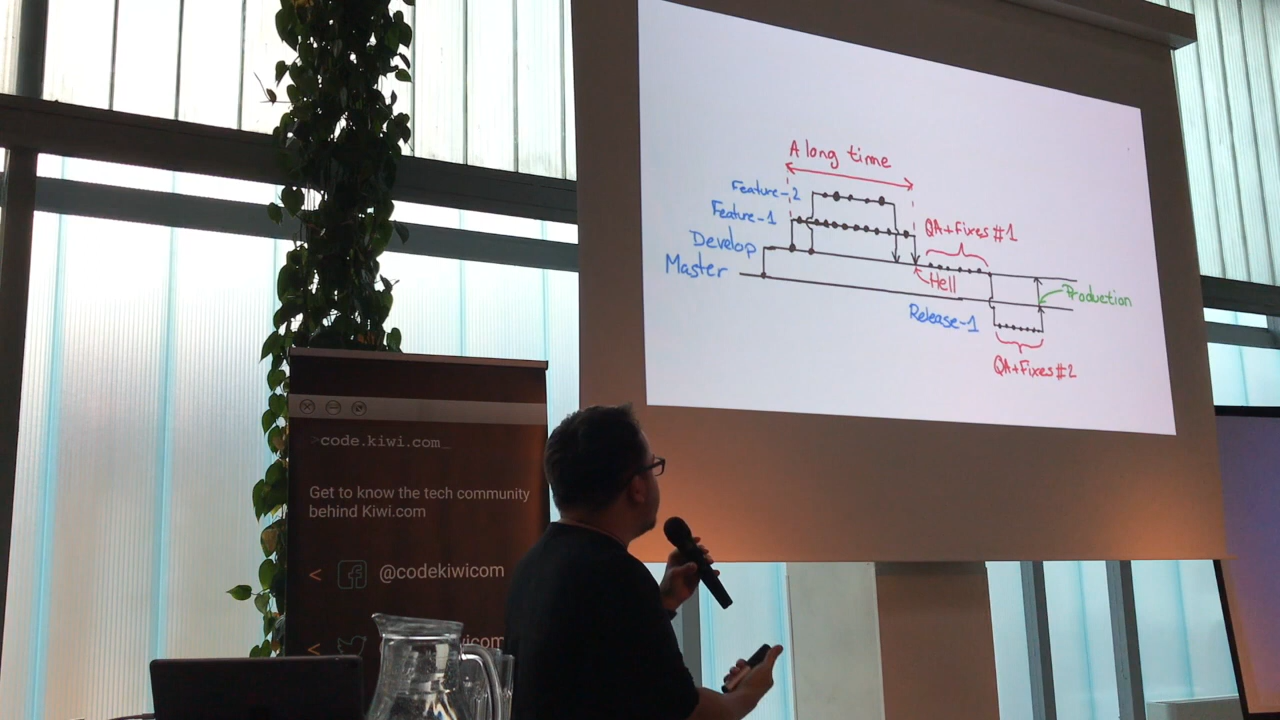 A long time
Feature-2
Feature-1
QA+Fixes #1
Develop
Master
Hell
Production
Release-1
QA+Fixes #2
>code.kiwi.com_
Get to know the tech community
behind Kiwi.com
< @codekiwicom
<